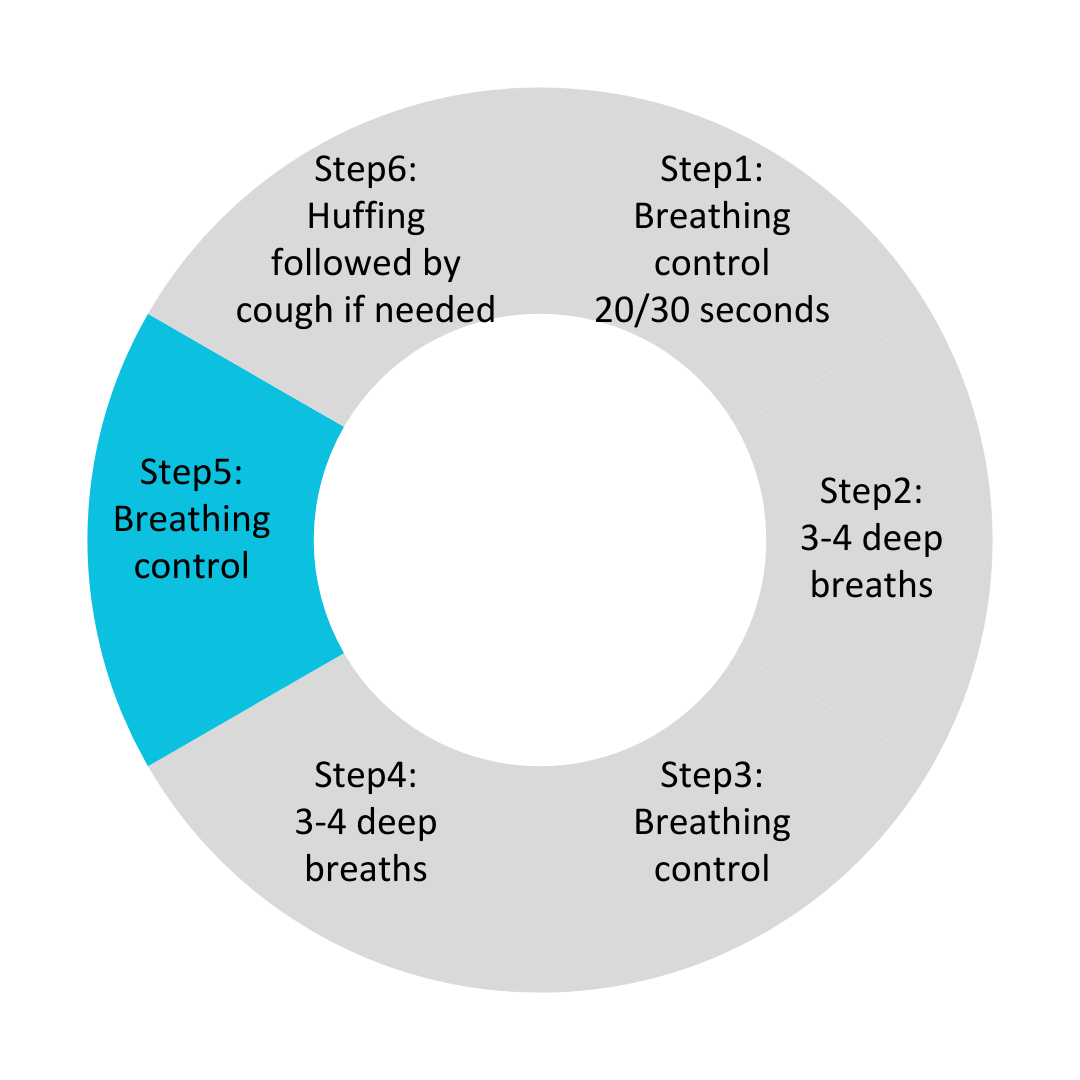 Step1:
Breathing
control
20/30 seconds
Step2:
3-4 deep
breaths
Step3:
Breathing
control
Step4:
3-4 deep
breaths
Step5:
Breathing
control
Step6:
Huffing
followed by
cough if needed